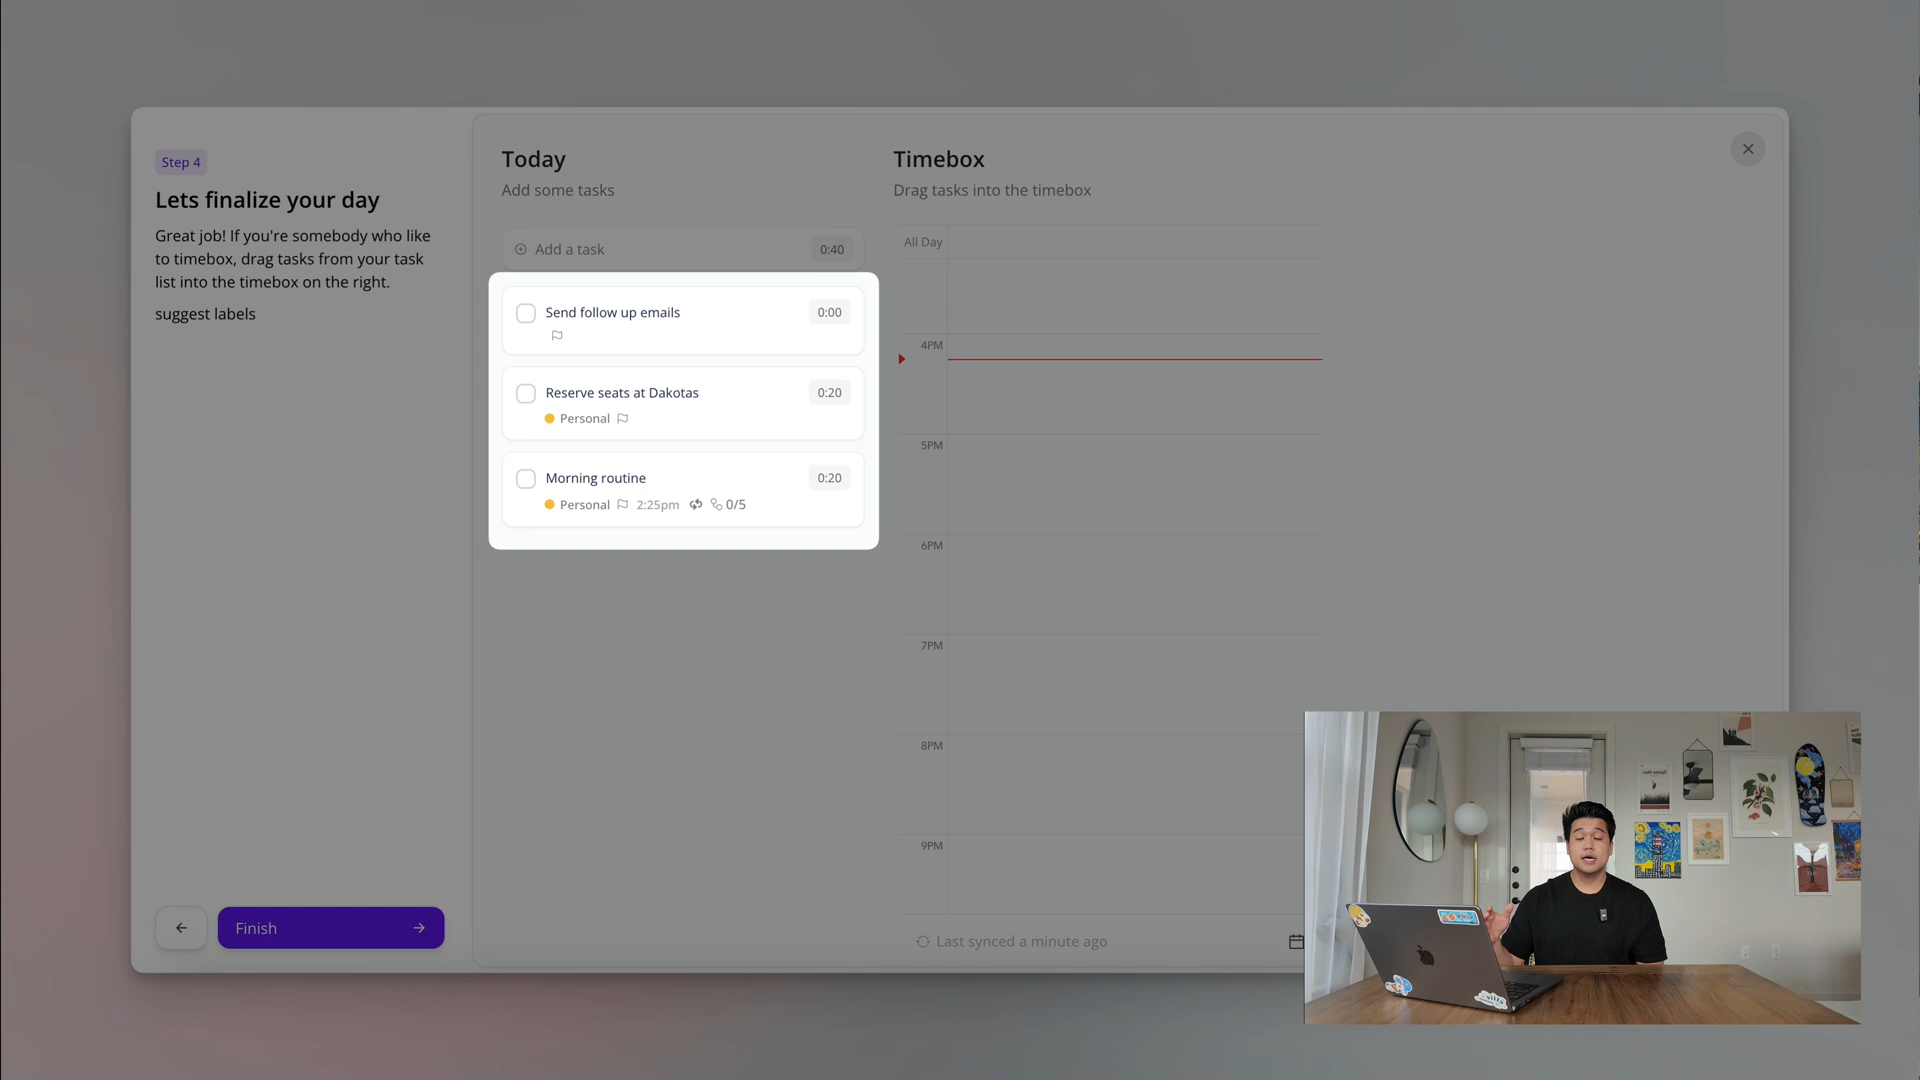 Step 4
Lets finalize your day
Great job! If you're somebody who like
to timebox, drag tasks from your task
list into the timebox on the right.
suggest labels
Finish
Today
Add some tasks
Add a task
0:40
Send follow up emails
0:00
Reserve seats at Dakotas
0:20
Personal
Morning routine
0:20
Personal
2:25pm
0/5
Timebox
Drag tasks into the timebox
All Day
4PM
5PM
6PM
7PM
8PM
9PM
Last synced a minute ago